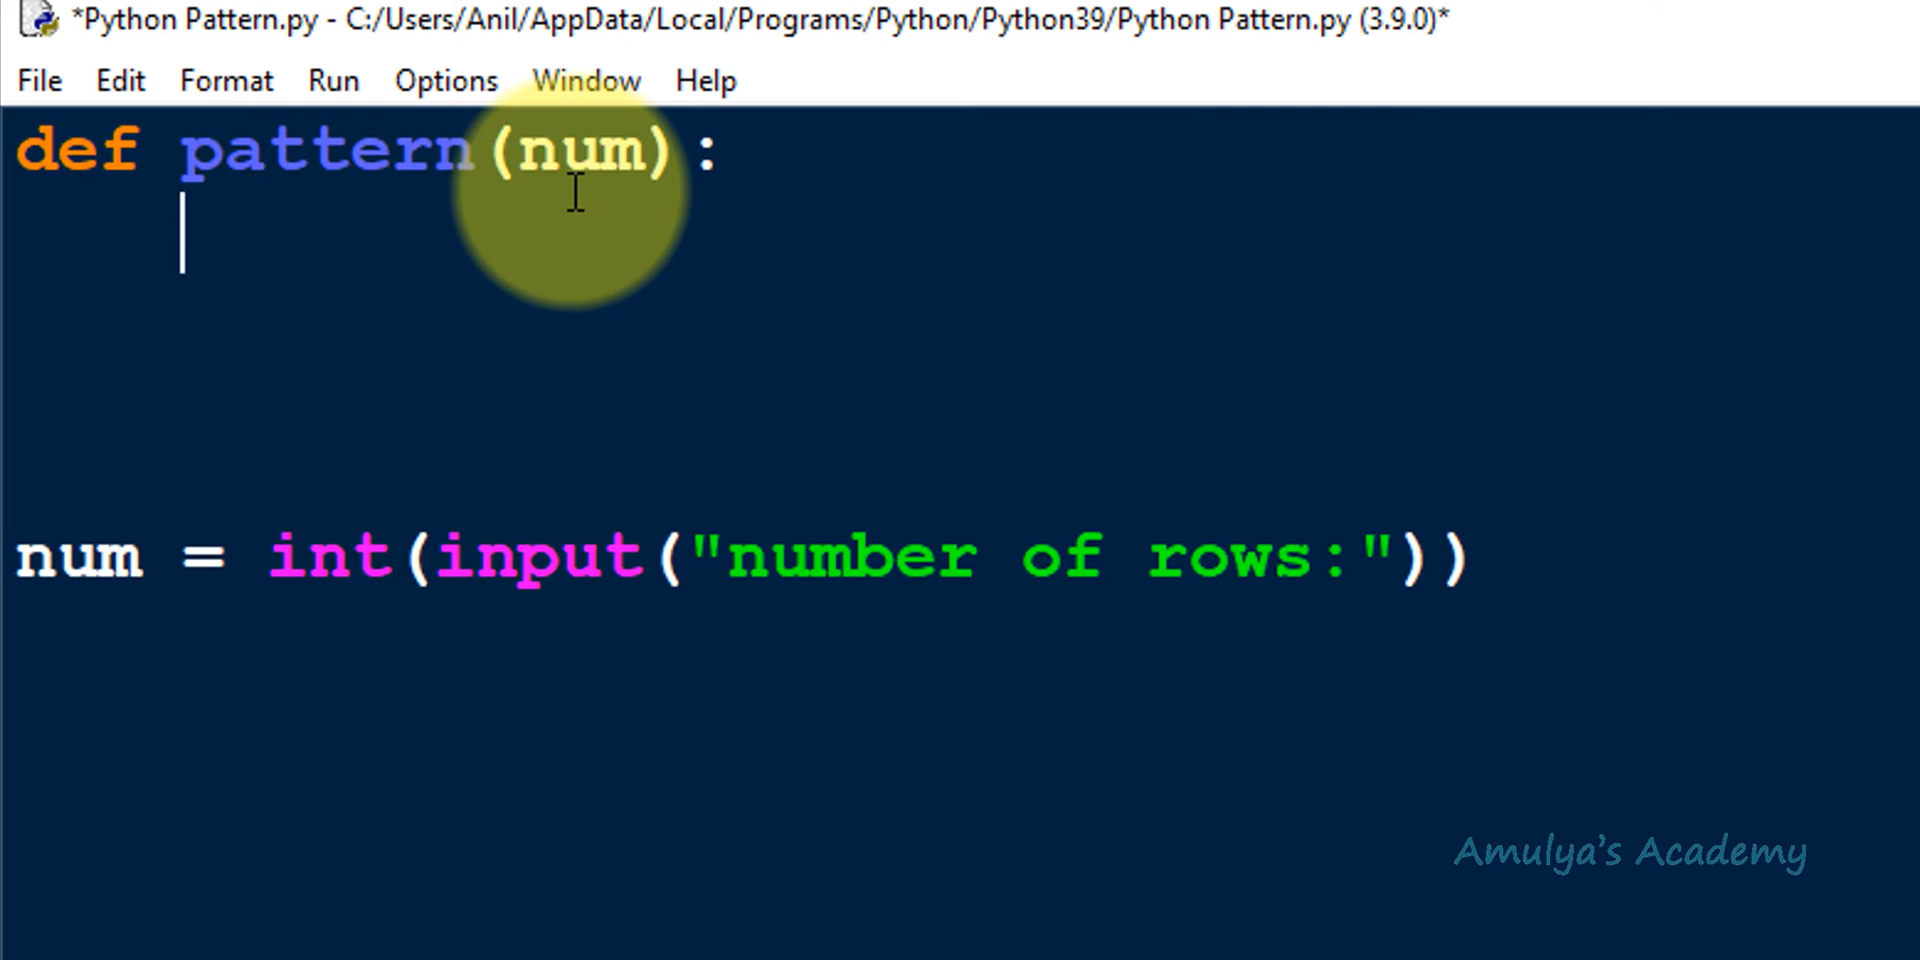 *Python Pattern.py - C:/Users/Anil/AppData/Local/Programs/Python/Python39/Python Pattern.py (3.9.0)*
File Edit Format Run Options Window Help
def pattern(num):
num = int(input("number of rows:"))
Amulya's Academy